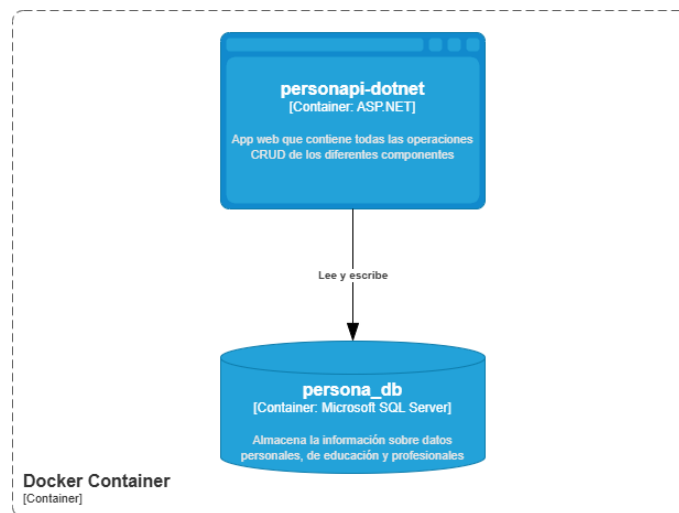 personapi-dotnet
[Container: ASP.NET]
App web que contiene todas las operaciones
CRUD de los diferentes componentes
Lee y escribe
persona_db
[Container: Microsoft SQL Server]
Almacena la información sobre datos
personales, de educación y profesionales
Docker Container
[Container]